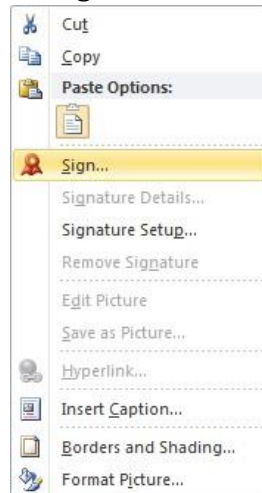 Cut
Copy
Paste Options:
Sign...
Signature Details...
Signature Setup...
Remove Signature
Edit Picture
Save as Picture...
Hyperlink...
Insert Caption...
Borders and Shading...
Format Picture...